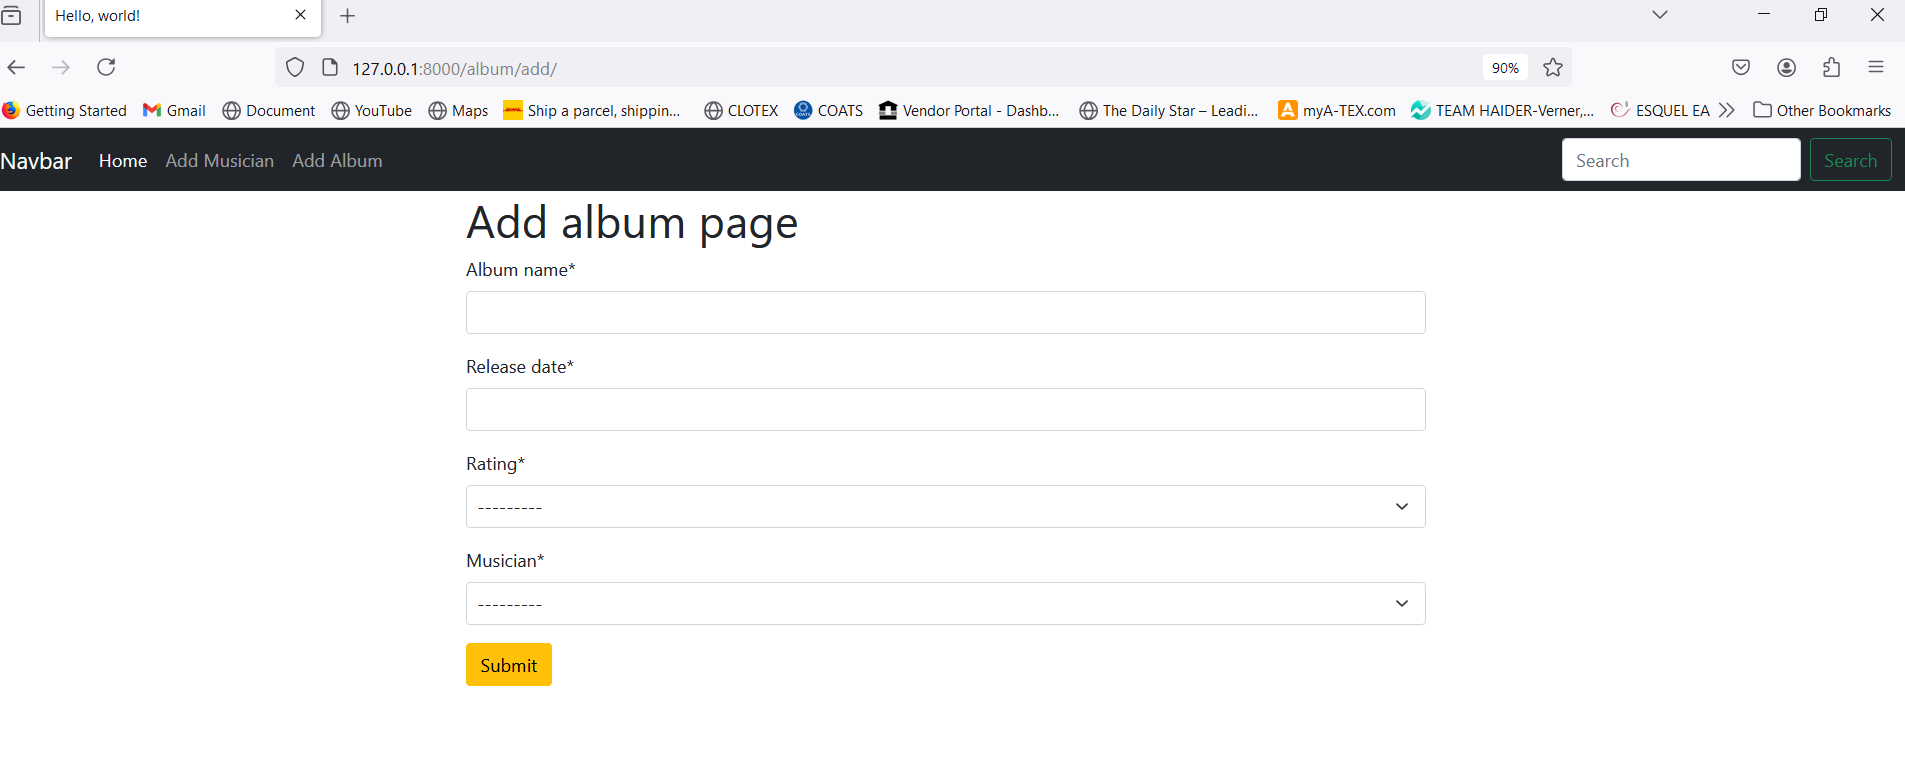 Hello, world!
127.0.0.1:8000/album/add/
90%
Getting Started Gmail Document YouTube Maps Ship a parcel, shippin... CLOTEX COATS Vendor Portal - Dashb... The Daily Star – Leadi... myA-TEX.com TEAM HAIDER-Verner,... ESQUEL EA Other Bookmarks
Navbar Home Add Musician Add Album Search Search
Add album page
Album name*
Release date*
Rating*
---------
Musician*
---------
Submit